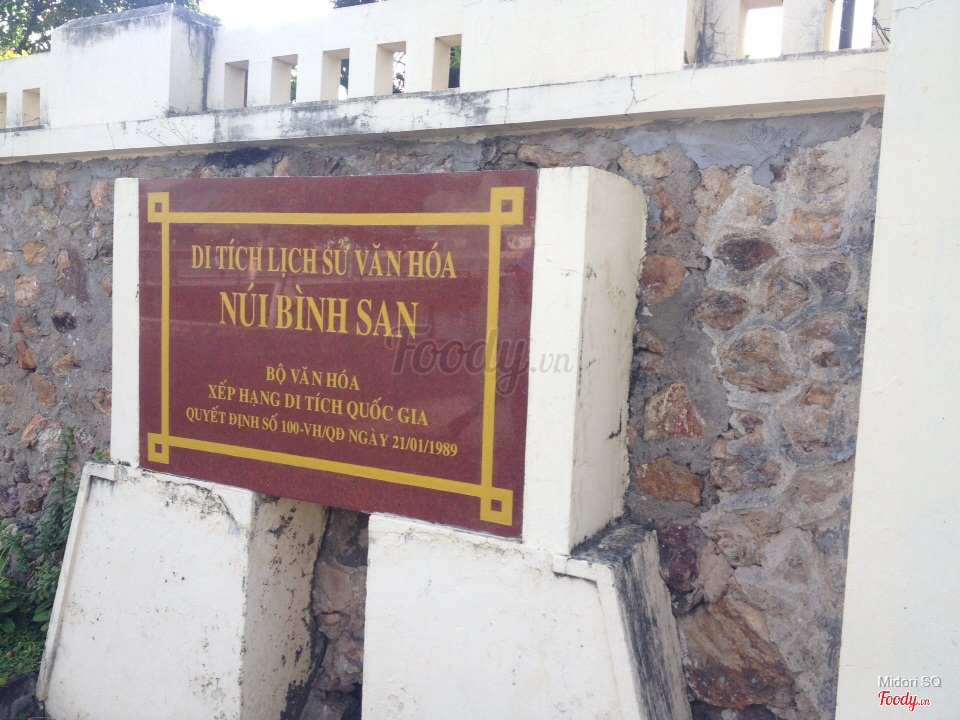 DI TÍCH LỊCH SỬ VĂN HÓA
NÚI BÌNH SAN
BỘ VĂN HÓA
XẾP HẠNG DI TÍCH QUỐC GIA
QUYẾT ĐỊNH SỐ 100-VH/QĐ NGÀY 21/01/1989
Foody.vn
Midori SQ
Foody.vn